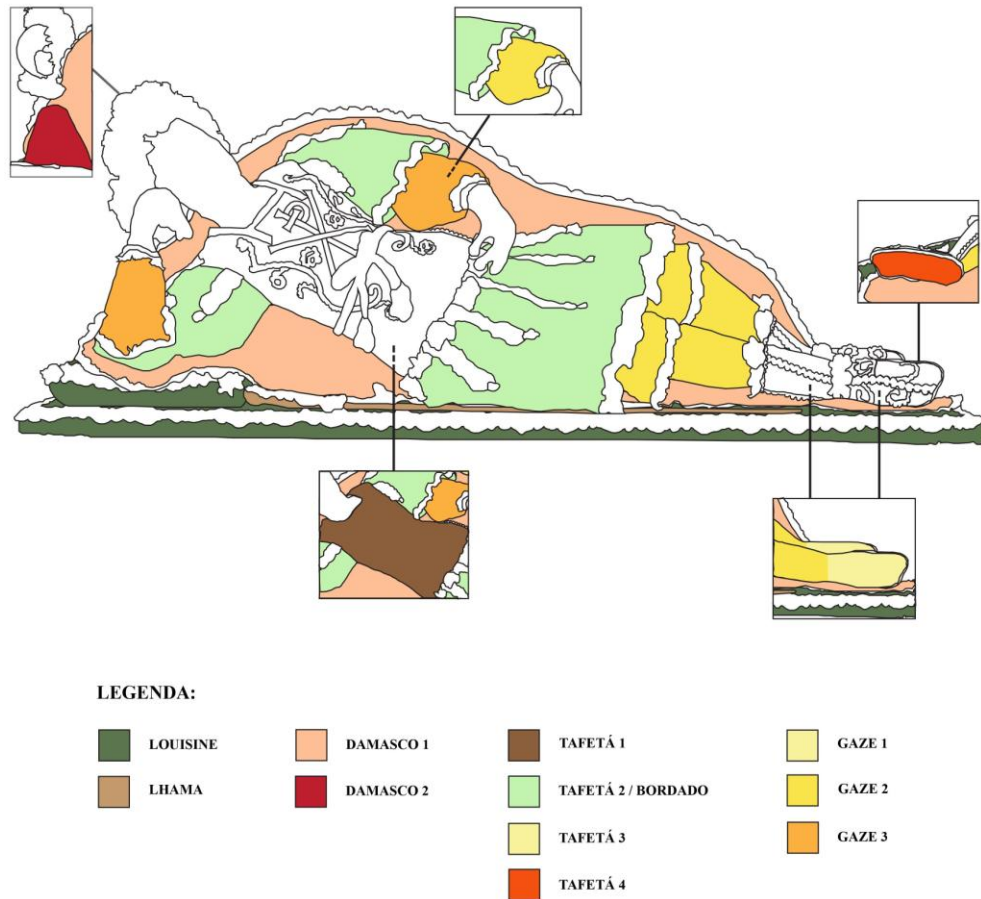 LEGENDA:
LOUISINE
LHAMA
DAMASCO 1
DAMASCO 2
TAFETÁ 1
TAFETÁ 2 / BORDADO
TAFETÁ 3
TAFETÁ 4
GAZE 1
GAZE 2
GAZE 3